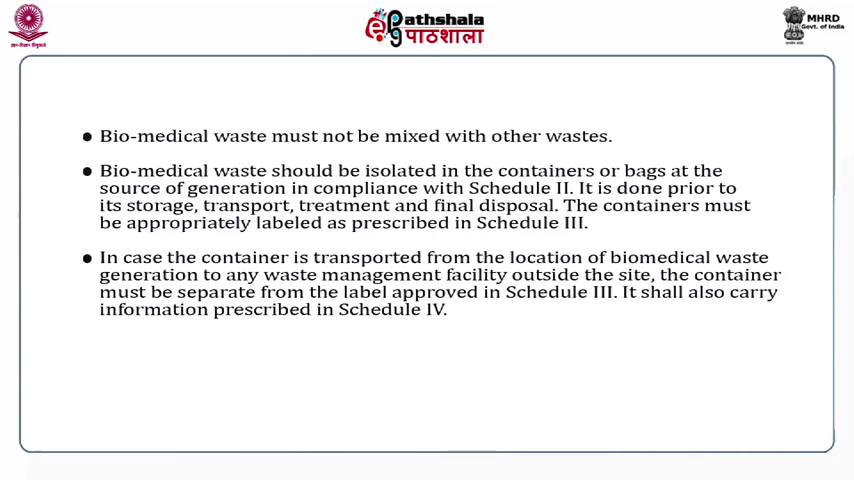 Pathshala
पाठशाला
MHRD
Govt. of India
• Bio-medical waste must not be mixed with other wastes.
• Bio-medical waste should be isolated in the containers or bags at the
source of generation in compliance with Schedule II. It is done prior to
its storage, transport, treatment and final disposal. The containers must
be appropriately labeled as prescribed in Schedule III.
• In case the container is transported from the location of biomedical waste
generation to any waste management facility outside the site, the container
must be separate from the label approved in Schedule III. It shall also carry
information prescribed in Schedule IV.